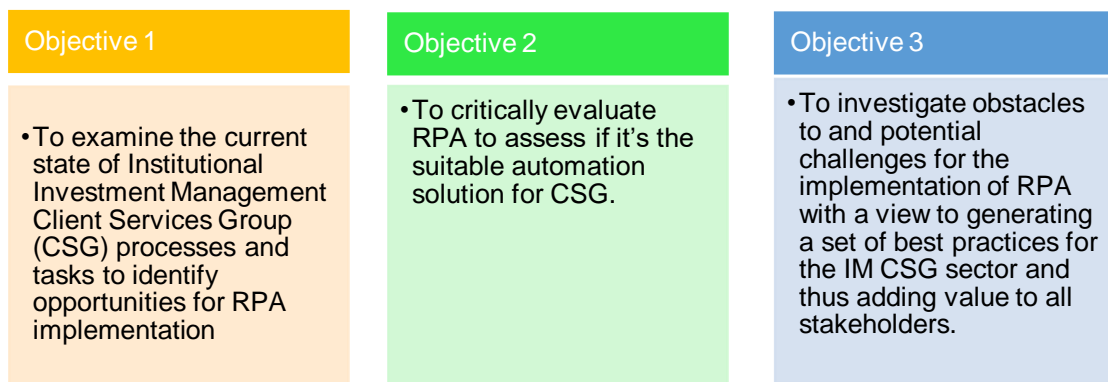 Objective 1
•To examine the current
state of Institutional
Investment Management
Client Services Group
(CSG) processes and
tasks to identify
opportunities for RPA
implementation
Objective 2
•To critically evaluate
RPA to assess if it’s the
suitable automation
solution for CSG.
Objective 3
•To investigate obstacles
to and potential
challenges for the
implementation of RPA
with a view to generating
a set of best practices for
the IM CSG sector and
thus adding value to all
stakeholders.